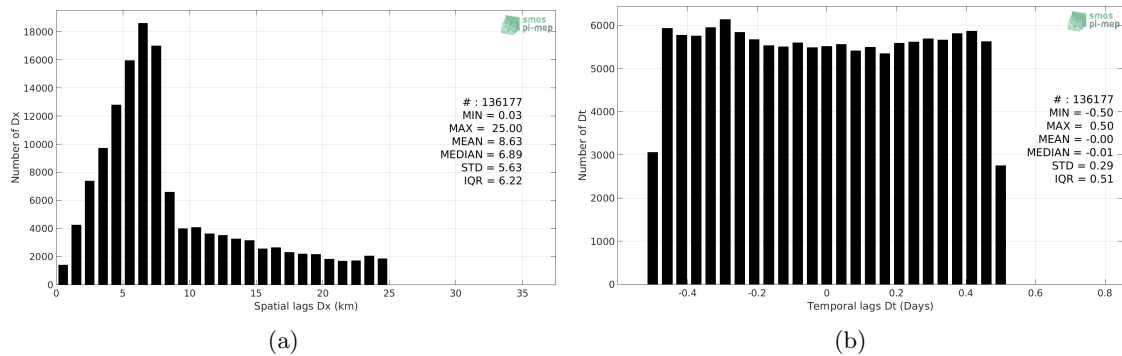 smos
pi-mep
18000
16000
14000
12000
10000
8000
6000
4000
2000
0
Number of Dx
# : 136177
MIN = 0.03
MAX = 25.00
MEAN = 8.63
MEDIAN = 6.89
STD = 5.63
IQR = 6.22
0 5 10 15 20 25 30 35
Spatial lags Dx (km)
(a)
smos
pi-mep
6000
5000
4000
3000
2000
1000
0
Number of Dt
# : 136177
MIN = -0.50
MAX = 0.50
MEAN = -0.00
MEDIAN = -0.01
STD = 0.29
IQR = 0.51
-0.4 -0.2 0 0.2 0.4 0.6 0.8
Temporal lags Dt (Days)
(b)